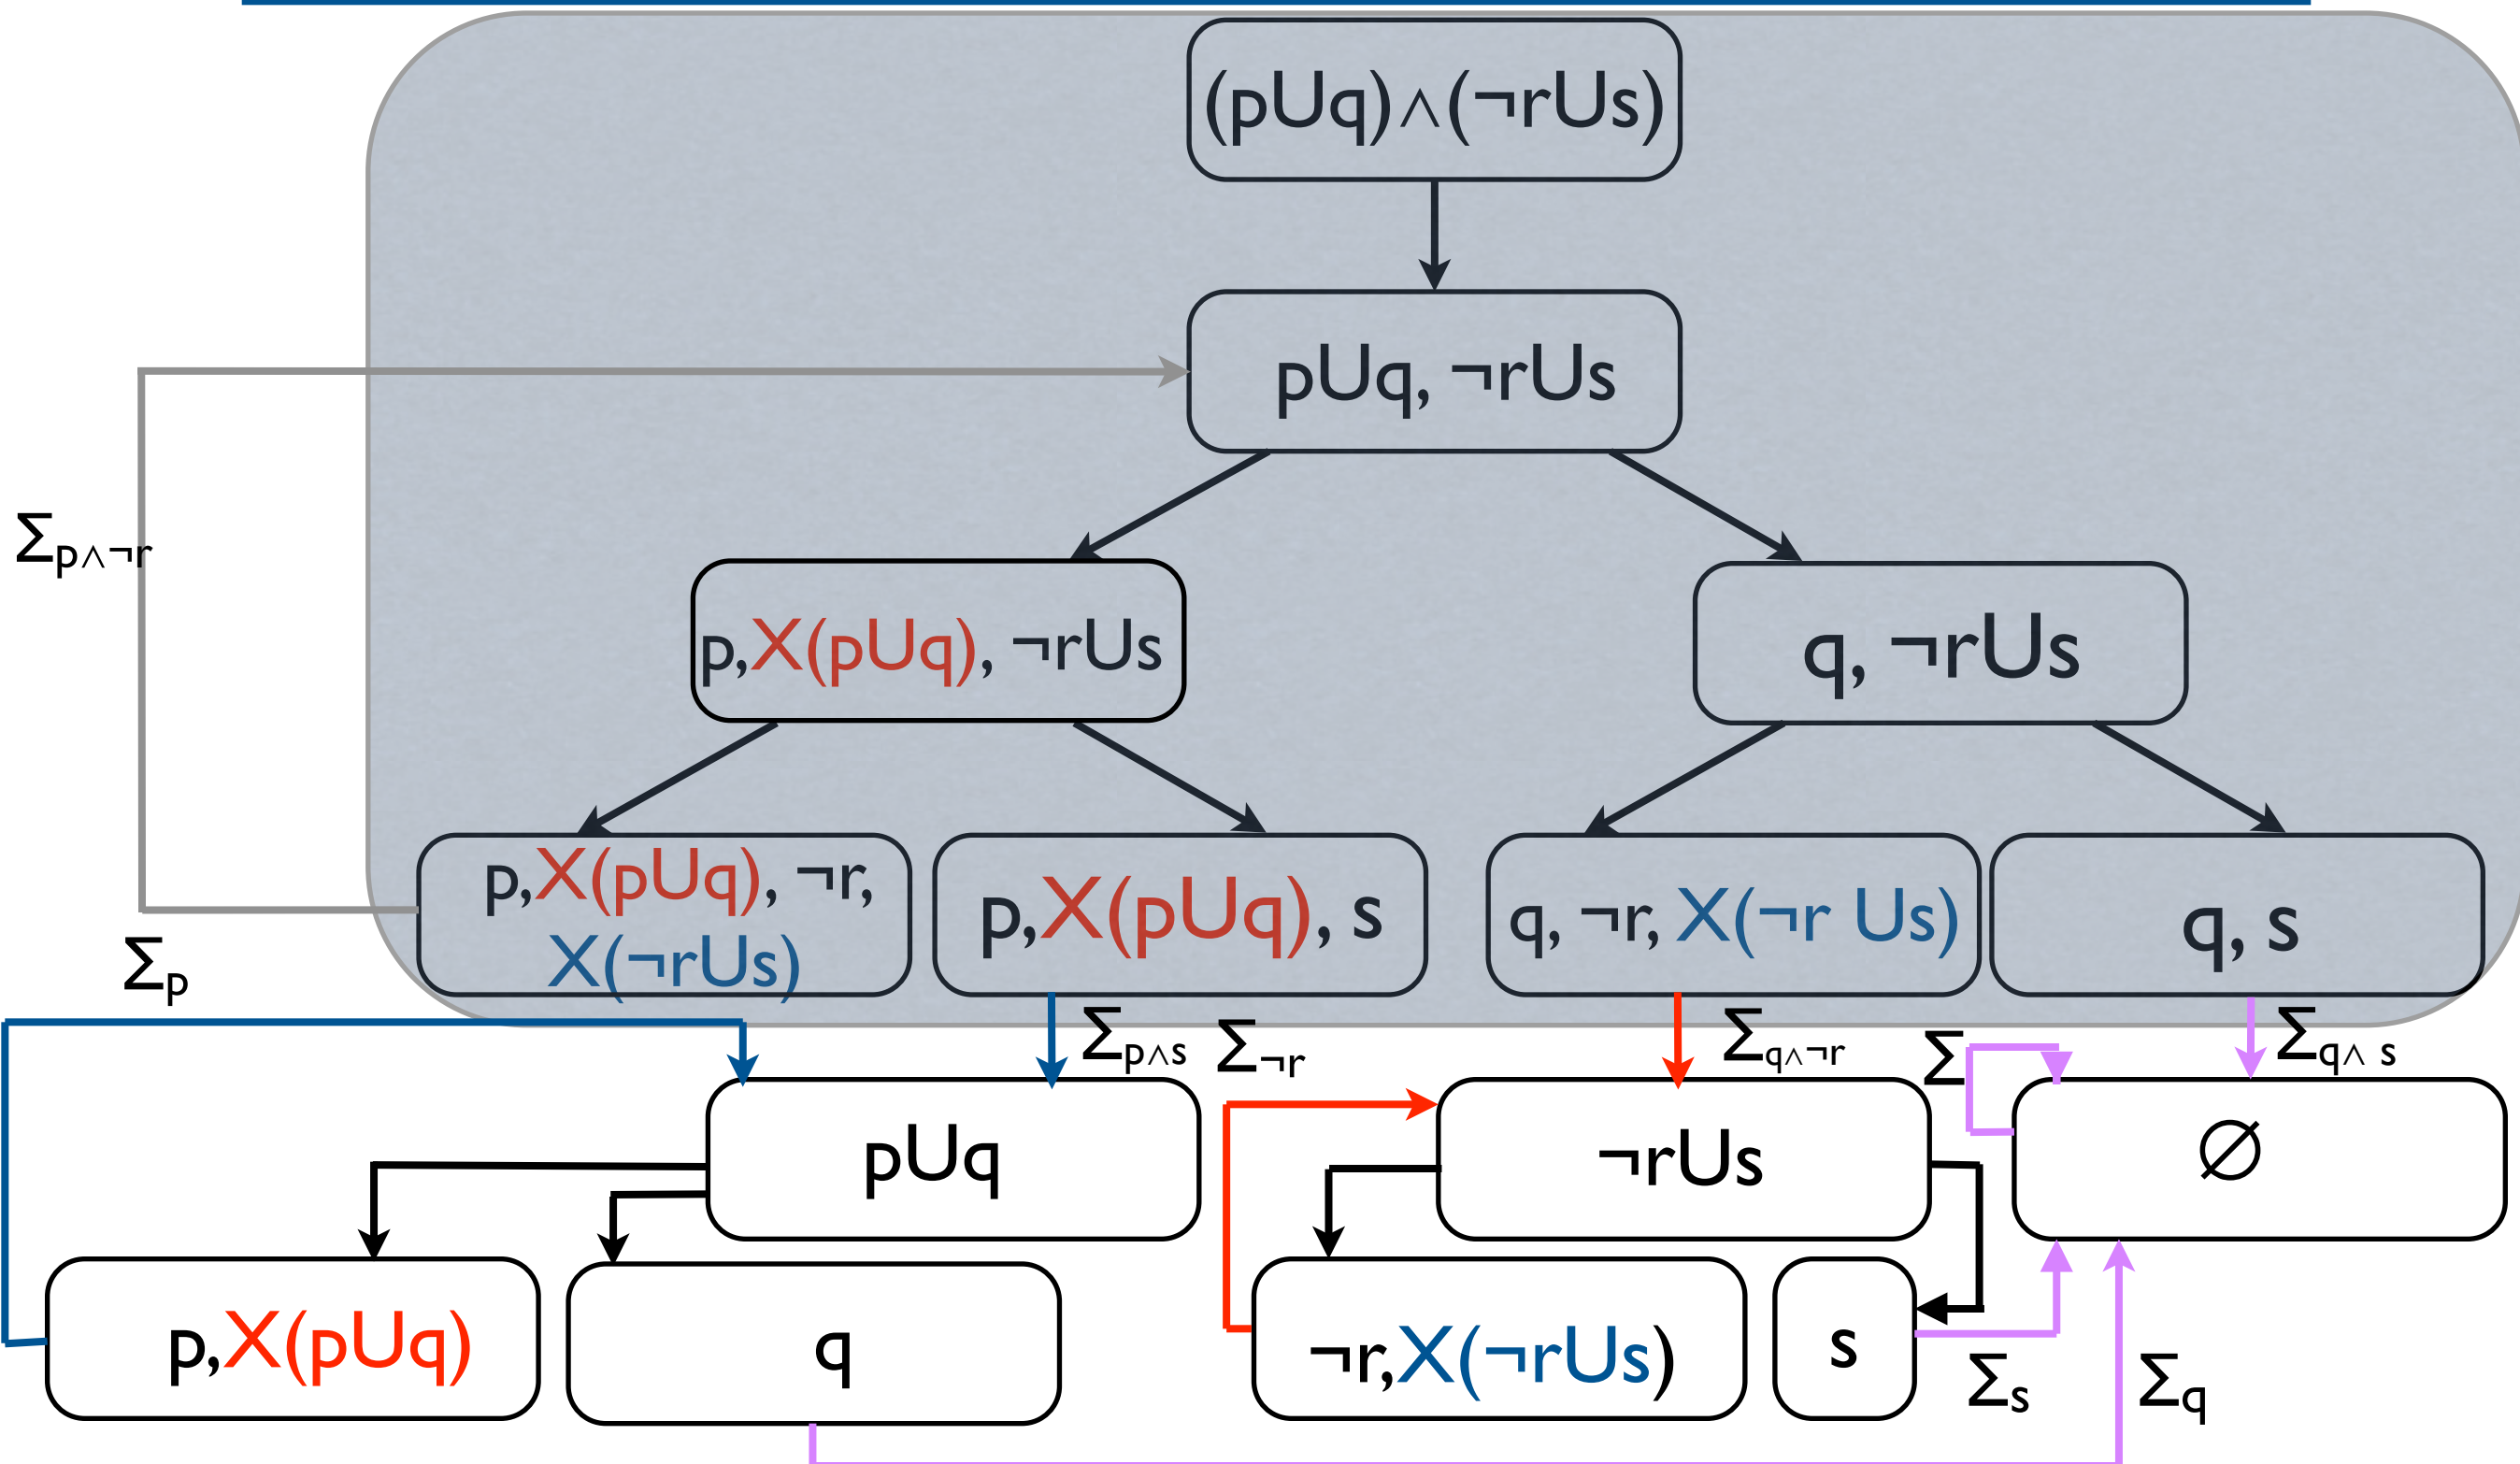 (pUq)∧(¬rUs)
pUq, ¬rUs
Σp∧¬r
p,X(pUq), ¬rUs
q, ¬rUs
p,X(pUq), ¬r,
X(¬rUs)
p,X(pUq), s
q, ¬r, X(¬r Us)
q, s
Σp
Σp∧s
Σ¬r
Σq∧¬r
Σ
Σq∧ s
pUq
¬rUs
∅
p,X(pUq)
q
¬r,X(¬rUs)
s
Σs
Σq